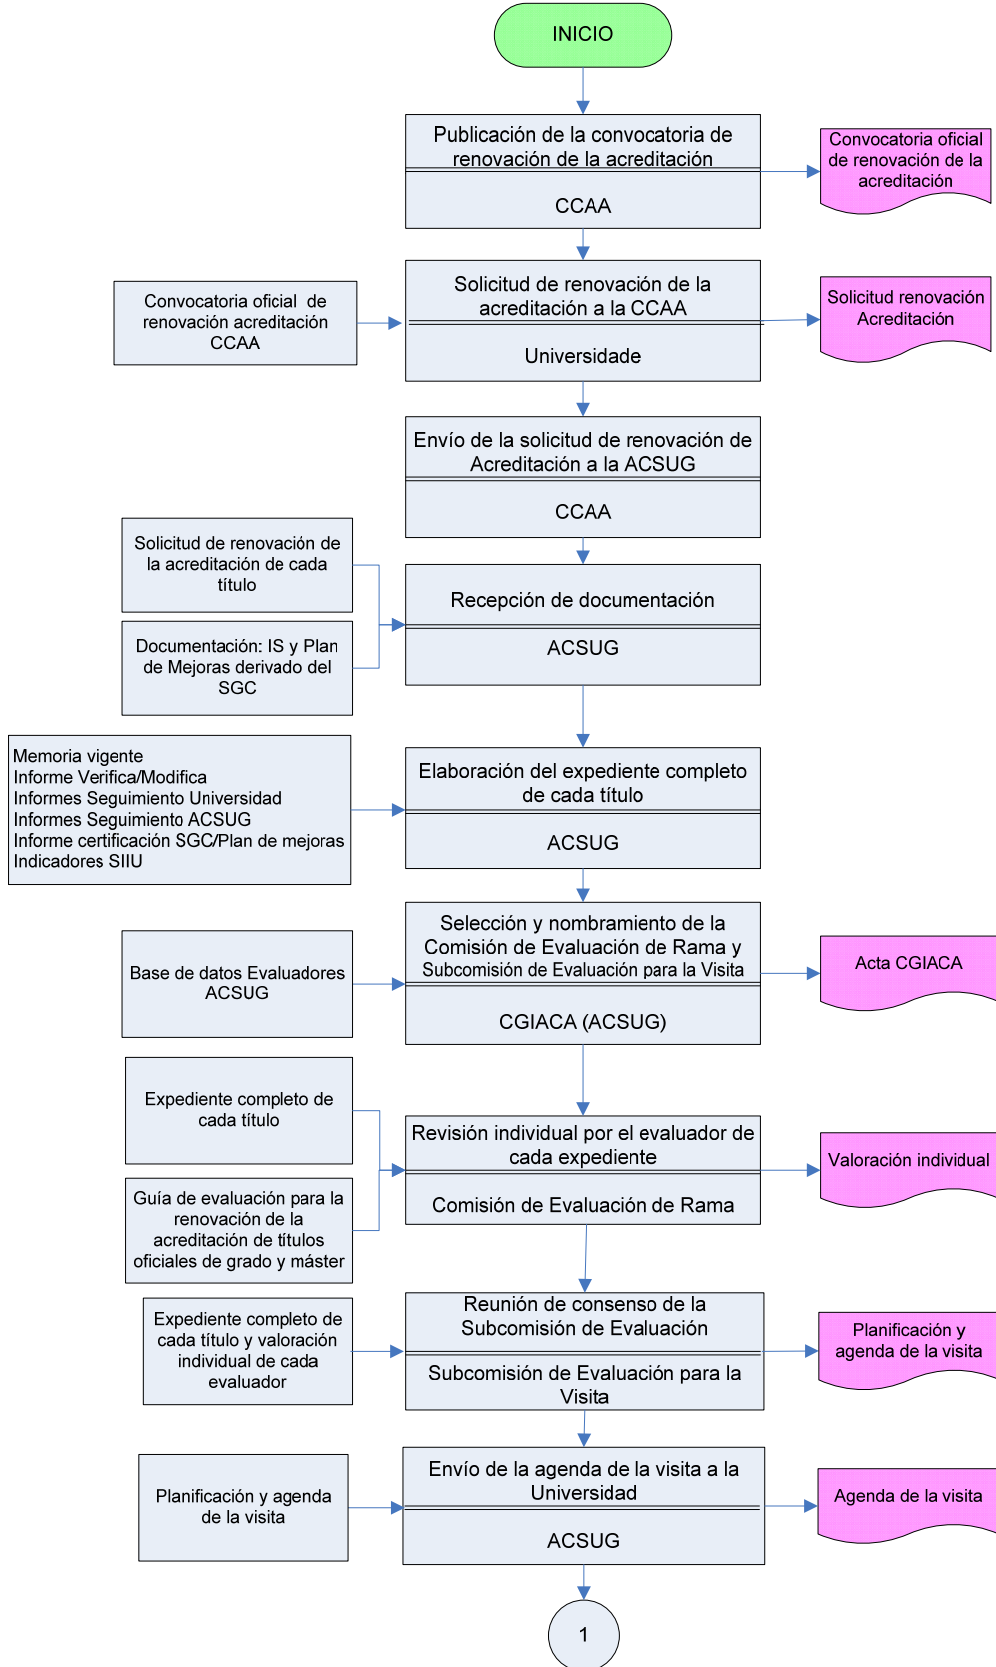 INICIO
Publicación de la convocatoria de
renovación de la acreditación
CCAA
Convocatoria oficial
de renovación de la
acreditación
Convocatoria oficial de
renovación acreditación
CCAA
Solicitud de renovación de la
acreditación a la CCAA
Universidade
Solicitud renovación
Acreditación
Envío de la solicitud de renovación de
Acreditación a la ACSUG
CCAA
Solicitud de renovación de
la acreditación de cada
título
Documentación: IS y Plan
de Mejoras derivado del
SGC
Recepción de documentación
ACSUG
Memoria vigente
Informe Verifica/Modifica
Informes Seguimiento Universidad
Informes Seguimiento ACSUG
Informe certificación SGC/Plan de mejoras
Indicadores SIIU
Elaboración del expediente completo
de cada título
ACSUG
Base de datos Evaluadores
ACSUG
Selección y nombramiento de la
Comisión de Evaluación de Rama y
Subcomisión de Evaluación para la Visita
CGIACA (ACSUG)
Acta CGIACA
Expediente completo de
cada título
Guía de evaluación para la
renovación de la
acreditación de títulos
oficiales de grado y máster
Revisión individual por el evaluador de
cada expediente
Comisión de Evaluación de Rama
Valoración individual
Expediente completo de
cada título y valoración
individual de cada
evaluador
Reunión de consenso de la
Subcomisión de Evaluación
Subcomisión de Evaluación para la
Visita
Planificación y
agenda de la visita
Planificación y agenda
de la visita
Envío de la agenda de la visita a la
Universidad
ACSUG
Agenda de la visita
1